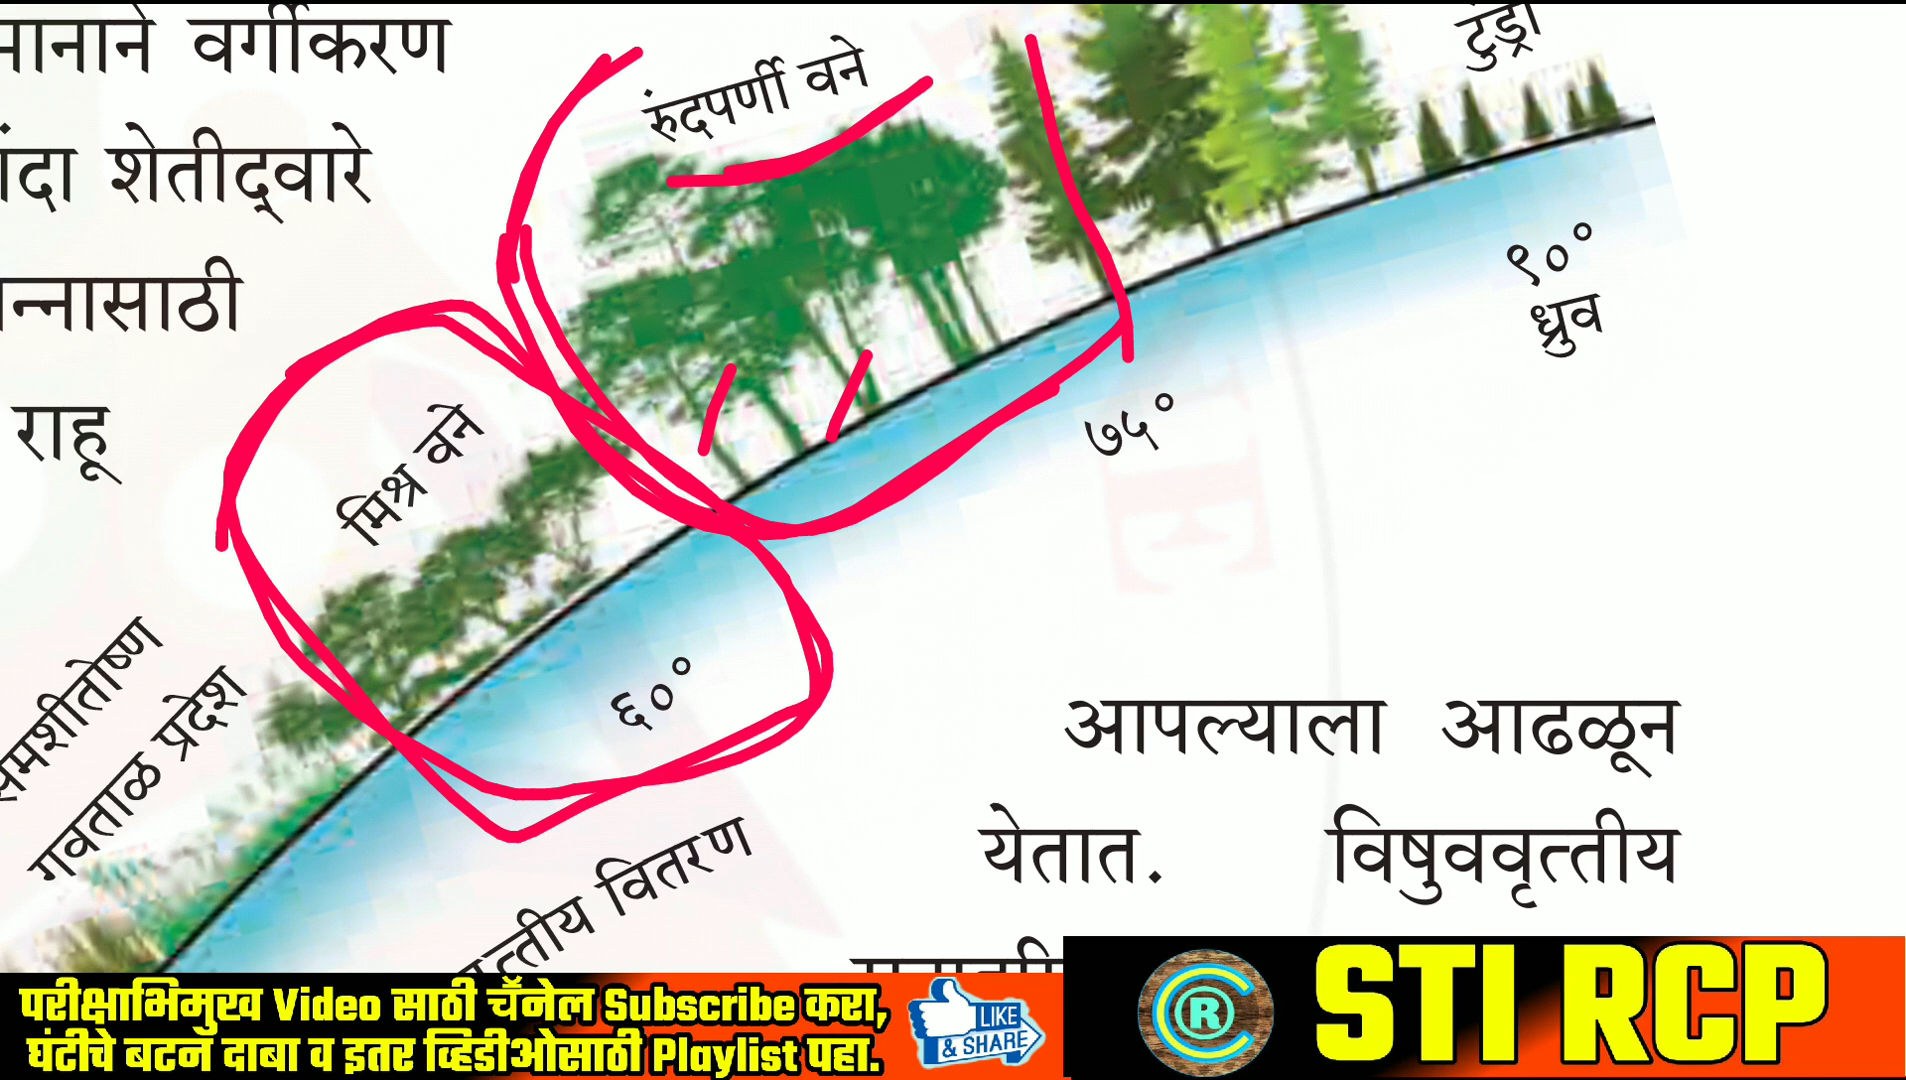 मानाने वर्गीकरण
शेतीद्वारे
राहू
रुंदपर्णी वने
टुंड्रा
मिश्र वने
समशीतोष्ण
गवताळ प्रदेश
९०°
ध्रुव
७५°
६०°
वितरण
आपल्याला आढळून
येतात. विषुववृत्तीय
परीक्षाभिमुख Video साठी चॅनेल Subscribe करा,
घंटीचे बटन दाबा व इतर व्हिडीओसाठी Playlist पहा.
LIKE
& SHARE
R
STI RCP